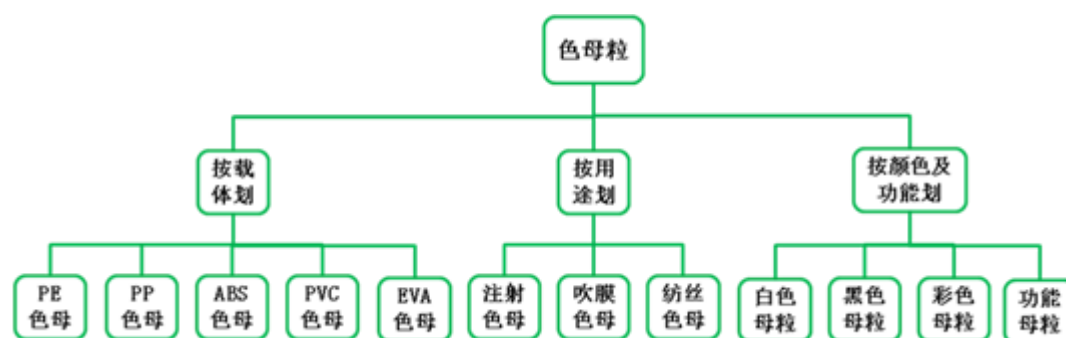 色母粒
按载
体划
按用
途划
按颜色及
功能划
PE
色母
PP
色母
ABS
色母
PVC
色母
EVA
色母
注射
色母
吹膜
色母
纺丝
色母
白色
母粒
黑色
母粒
彩色
母粒
功能
母粒